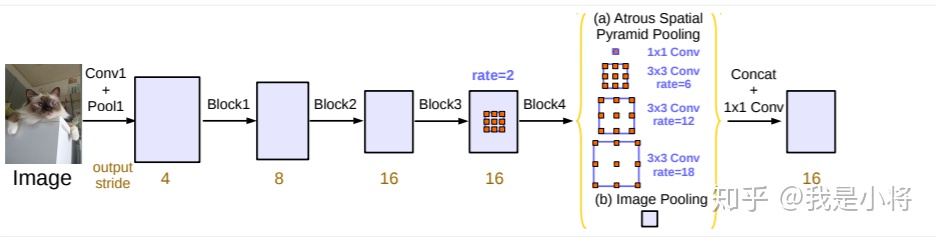 (a) Atrous Spatial
Pyramid Pooling
1x1 Conv
3x3 Conv
rate=6
3x3 Conv
rate=12
3x3 Conv
rate=18
(b) Image Pooling
Conv1
+
Pool1
Block1
Block2
Block3
rate=2
Block4
Concat
+
1x1 Conv
Image
output
stride
4
8
16
16
16
知乎 @我是小将